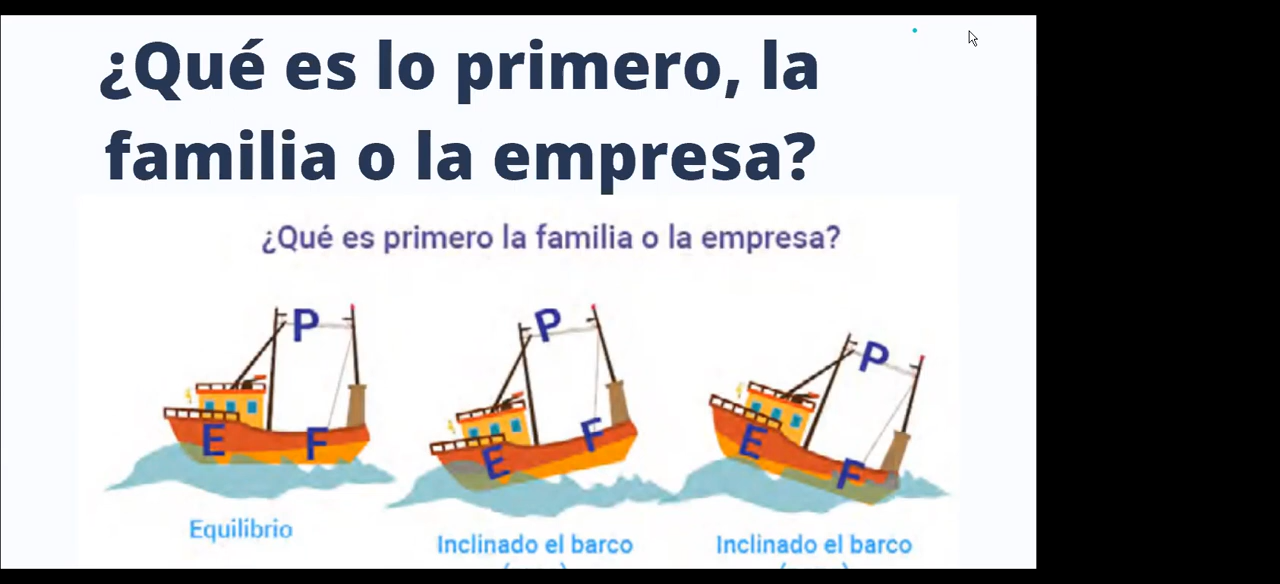 ¿Qué es lo primero, la
familia o la empresa?
¿Qué es primero la familia o la empresa?
P
E F
Equilibrio
P
E F
Inclinado el barco
P
E F
Inclinado el barco